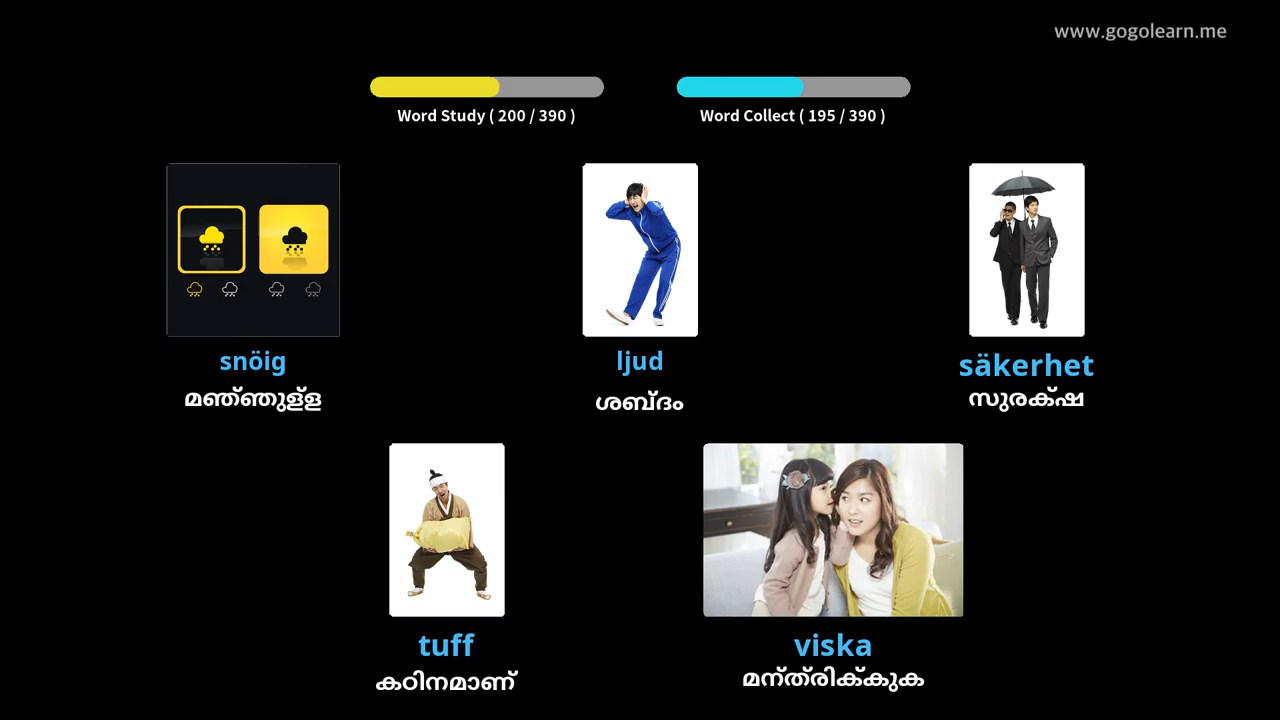 www.gogolearn.me
Word Study ( 200 / 390 )
Word Collect ( 195 / 390 )
snöig
ljud
säkerhet
മഞ്ഞുള്ള
ശബ്ദം
സുരക്ഷ
tuff
viska
കഠിനമാണ്
മന്ത്രിക്കുക